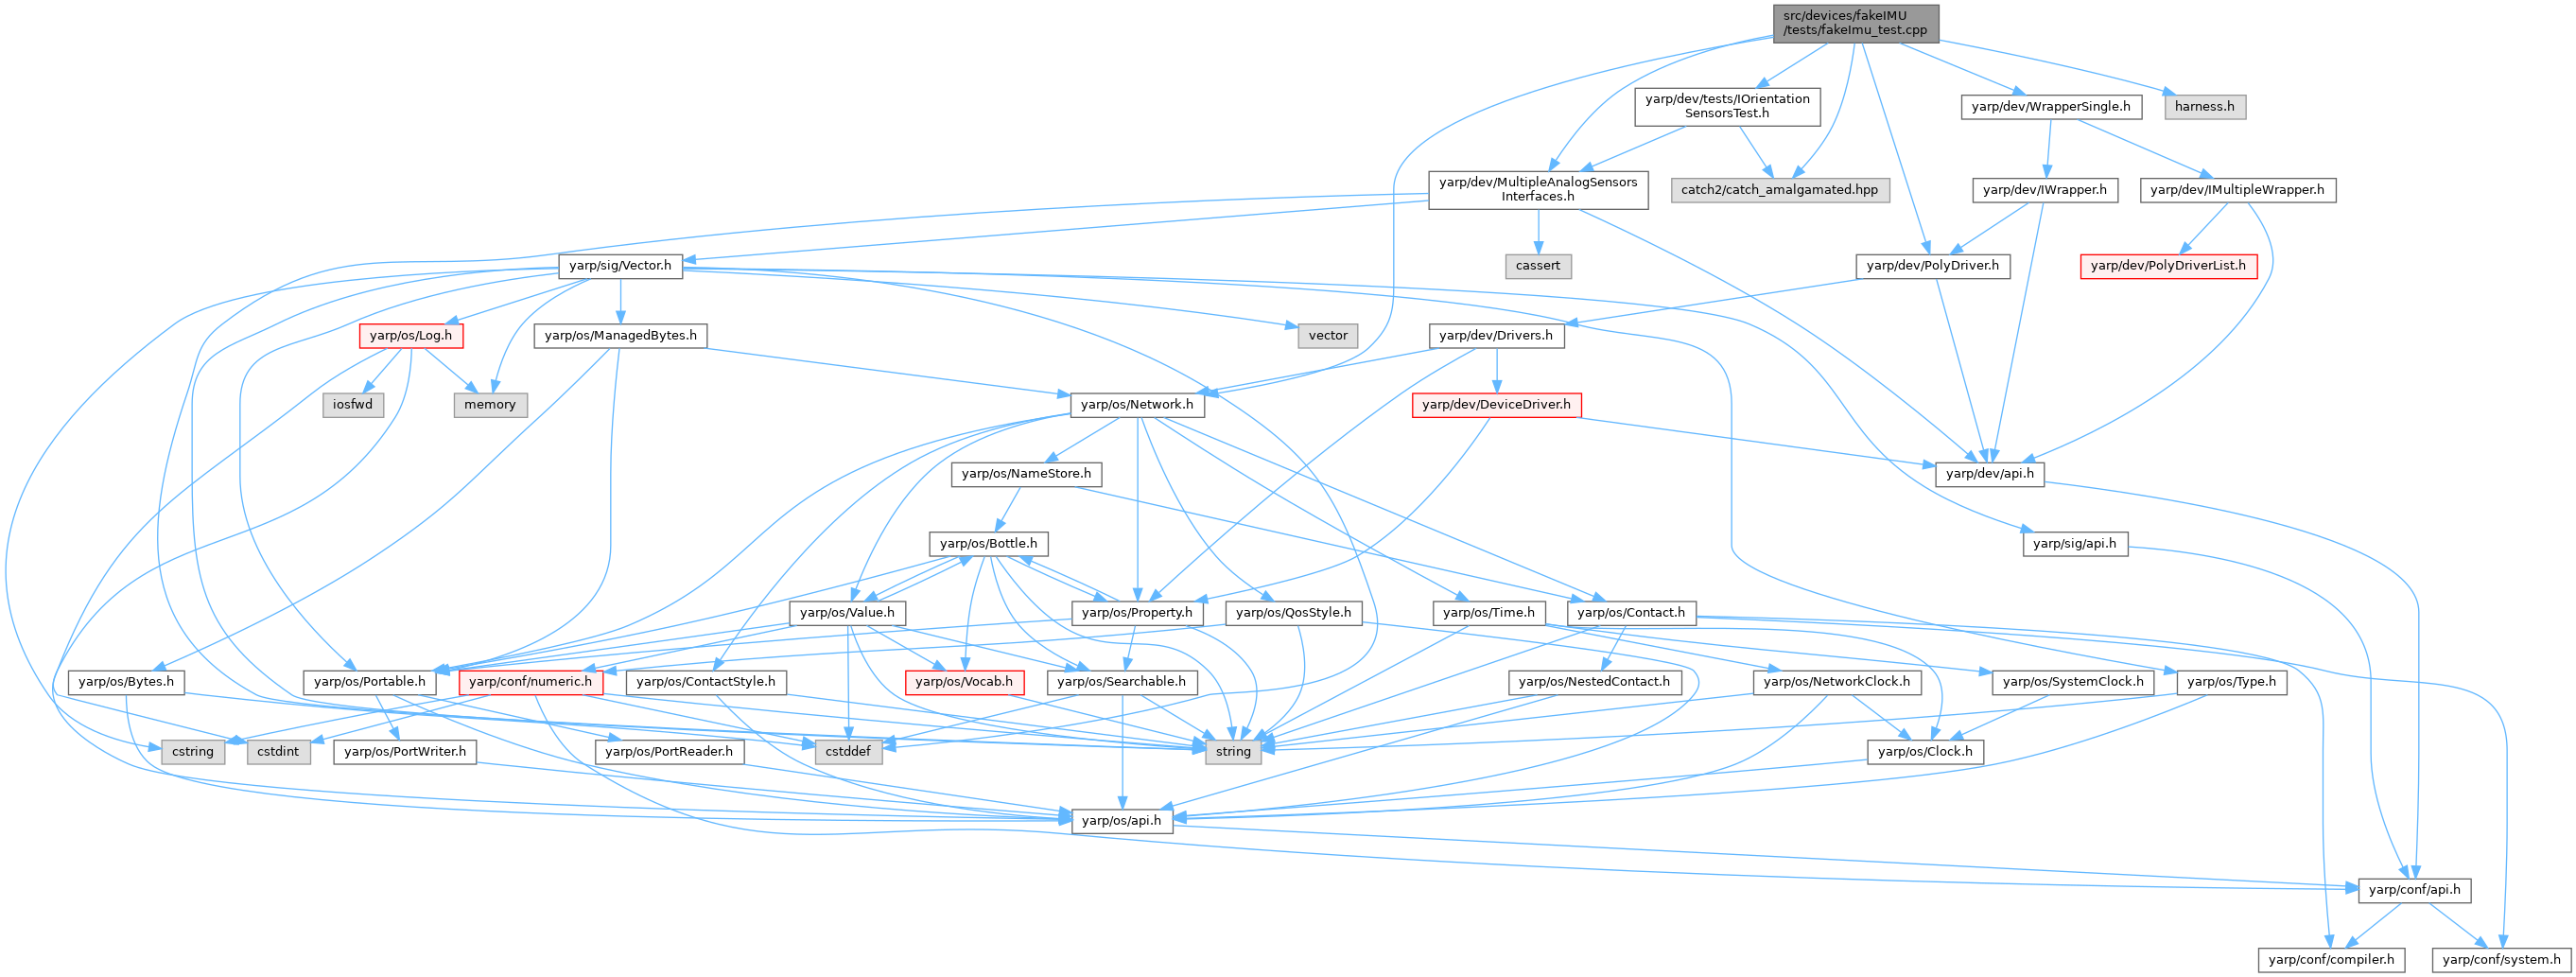 src/devices/fakeIMU
/tests/fakeImu_test.cpp
yarp/dev/tests/IOrientation
SensorsTest.h
yarp/dev/WrapperSingle.h
harness.h
yarp/dev/MultipleAnalogSensors
Interfaces.h
catch2/catch_amalgamated.hpp
yarp/dev/IWrapper.h
yarp/dev/IMultipleWrapper.h
yarp/sig/Vector.h
cassert
yarp/dev/PolyDriver.h
yarp/dev/PolyDriverList.h
yarp/os/Log.h
yarp/os/ManagedBytes.h
vector
yarp/dev/Drivers.h
iosfwd
memory
yarp/os/Network.h
yarp/dev/DeviceDriver.h
yarp/os/NameStore.h
yarp/dev/api.h
yarp/os/Bottle.h
yarp/sig/api.h
yarp/os/Value.h
yarp/os/Property.h
yarp/os/QosStyle.h
yarp/os/Time.h
yarp/os/Contact.h
yarp/os/Bytes.h
yarp/os/Portable.h
yarp/conf/numeric.h
yarp/os/ContactStyle.h
yarp/os/Vocab.h
yarp/os/Searchable.h
yarp/os/NestedContact.h
yarp/os/NetworkClock.h
yarp/os/SystemClock.h
yarp/os/Type.h
cstring
cstdint
yarp/os/PortWriter.h
yarp/os/PortReader.h
cstddef
string
yarp/os/Clock.h
yarp/os/api.h
yarp/conf/api.h
yarp/conf/compiler.h
yarp/conf/system.h